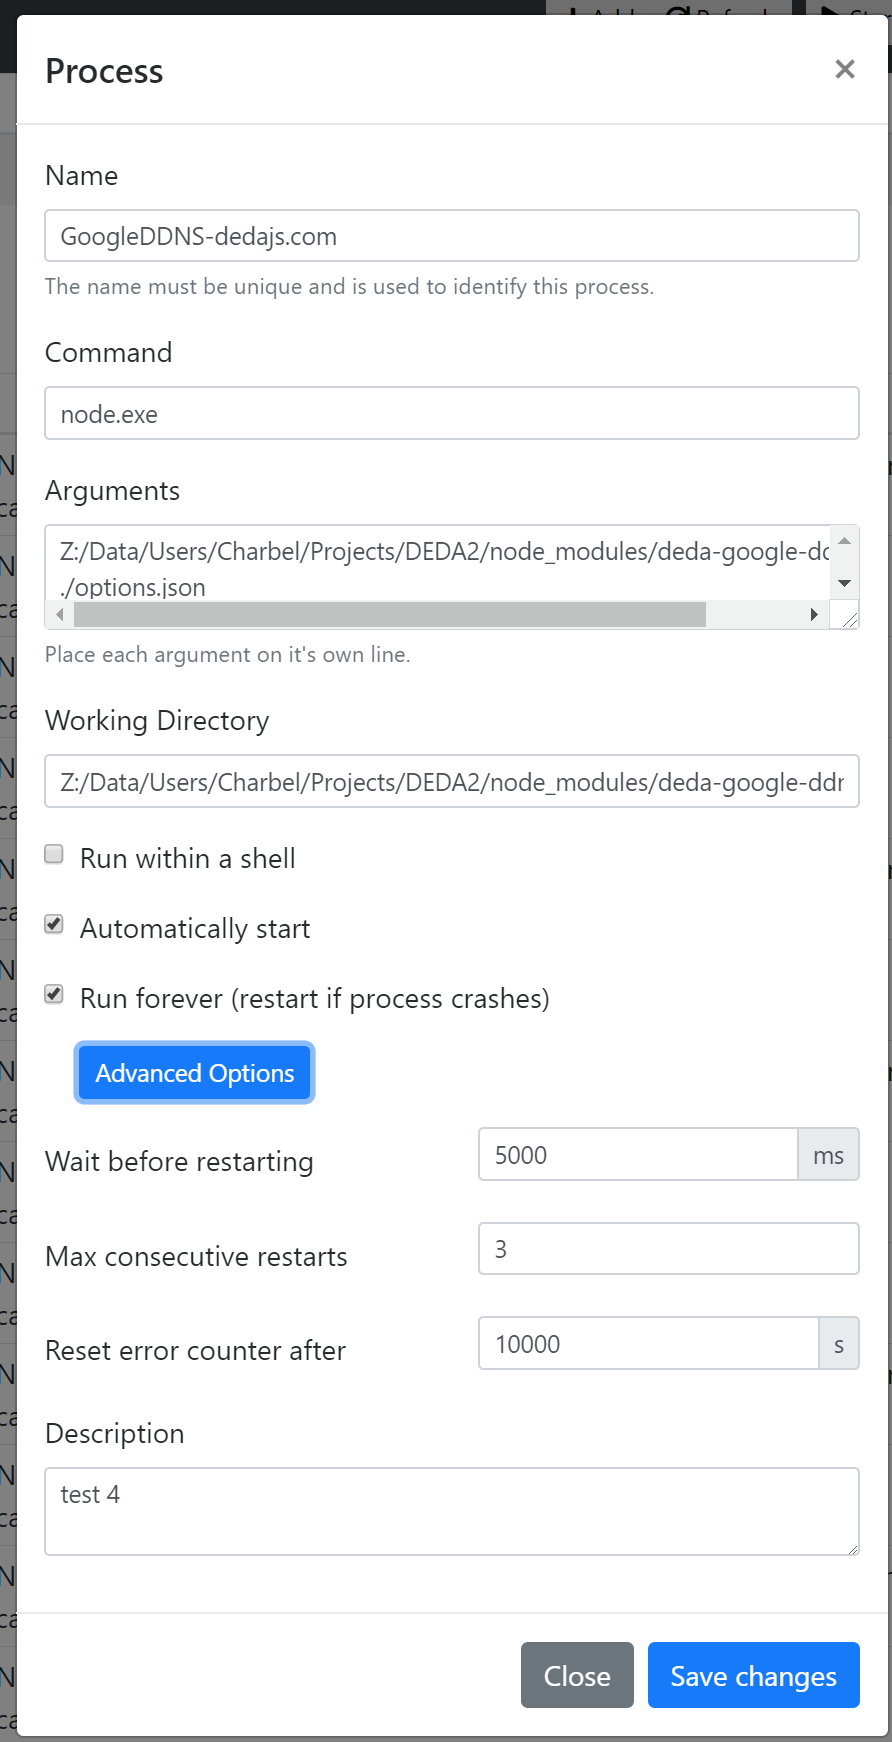 Process
×
Name
GoogleDDNS-dedajs.com
The name must be unique and is used to identify this process.
Command
node.exe
Arguments
Z:/Data/Users/Charbel/Projects/DEDA2/node_modules/deda-google-dd
./options.json
Place each argument on it's own line.
Working Directory
Z:/Data/Users/Charbel/Projects/DEDA2/node_modules/deda-google-ddn
Run within a shell
Automatically start
Run forever (restart if process crashes)
Advanced Options
Wait before restarting
5000 ms
Max consecutive restarts
3
Reset error counter after
10000 s
Description
test 4
Close Save changes